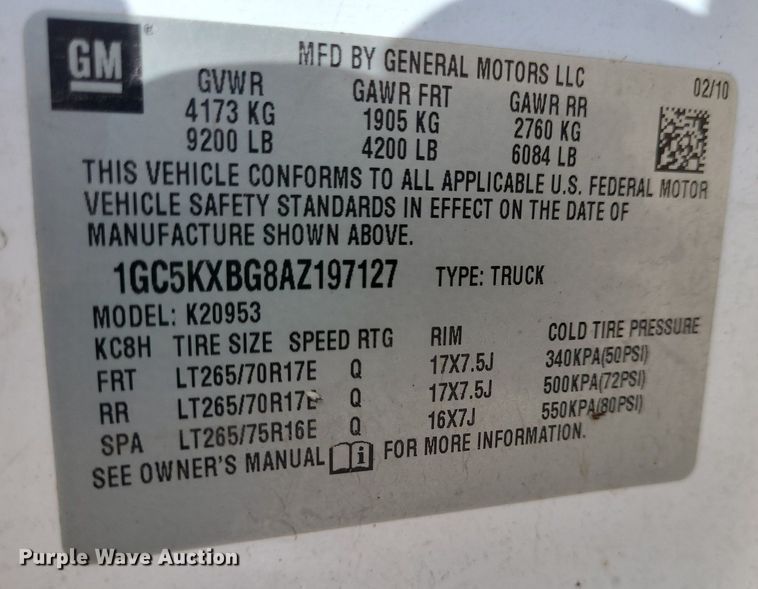 GM ®
MFD BY GENERAL MOTORS LLC
02/10
GVWR GAWR FRT GAWR RR
4173 KG 1905 KG 2760 KG
9200 LB 4200 LB 6084 LB
THIS VEHICLE CONFORMS TO ALL APPLICABLE U.S. FEDERAL MOTOR
VEHICLE SAFETY STANDARDS IN EFFECT ON THE DATE OF
MANUFACTURE SHOWN ABOVE.
1GC5KXBG8AZ197127 TYPE: TRUCK
MODEL: K20953
KC8H TIRE SIZE SPEED RTG RIM COLD TIRE PRESSURE
FRT LT265/70R17E Q 17X7.5J 340KPA(50PSI)
RR LT265/70R17E Q 17X7.5J 500KPA(72PSI)
SPA LT265/75R16E Q 16X7J 550KPA(80PSI)
SEE OWNER'S MANUAL i FOR MORE INFORMATION.
Purple Wave Auction